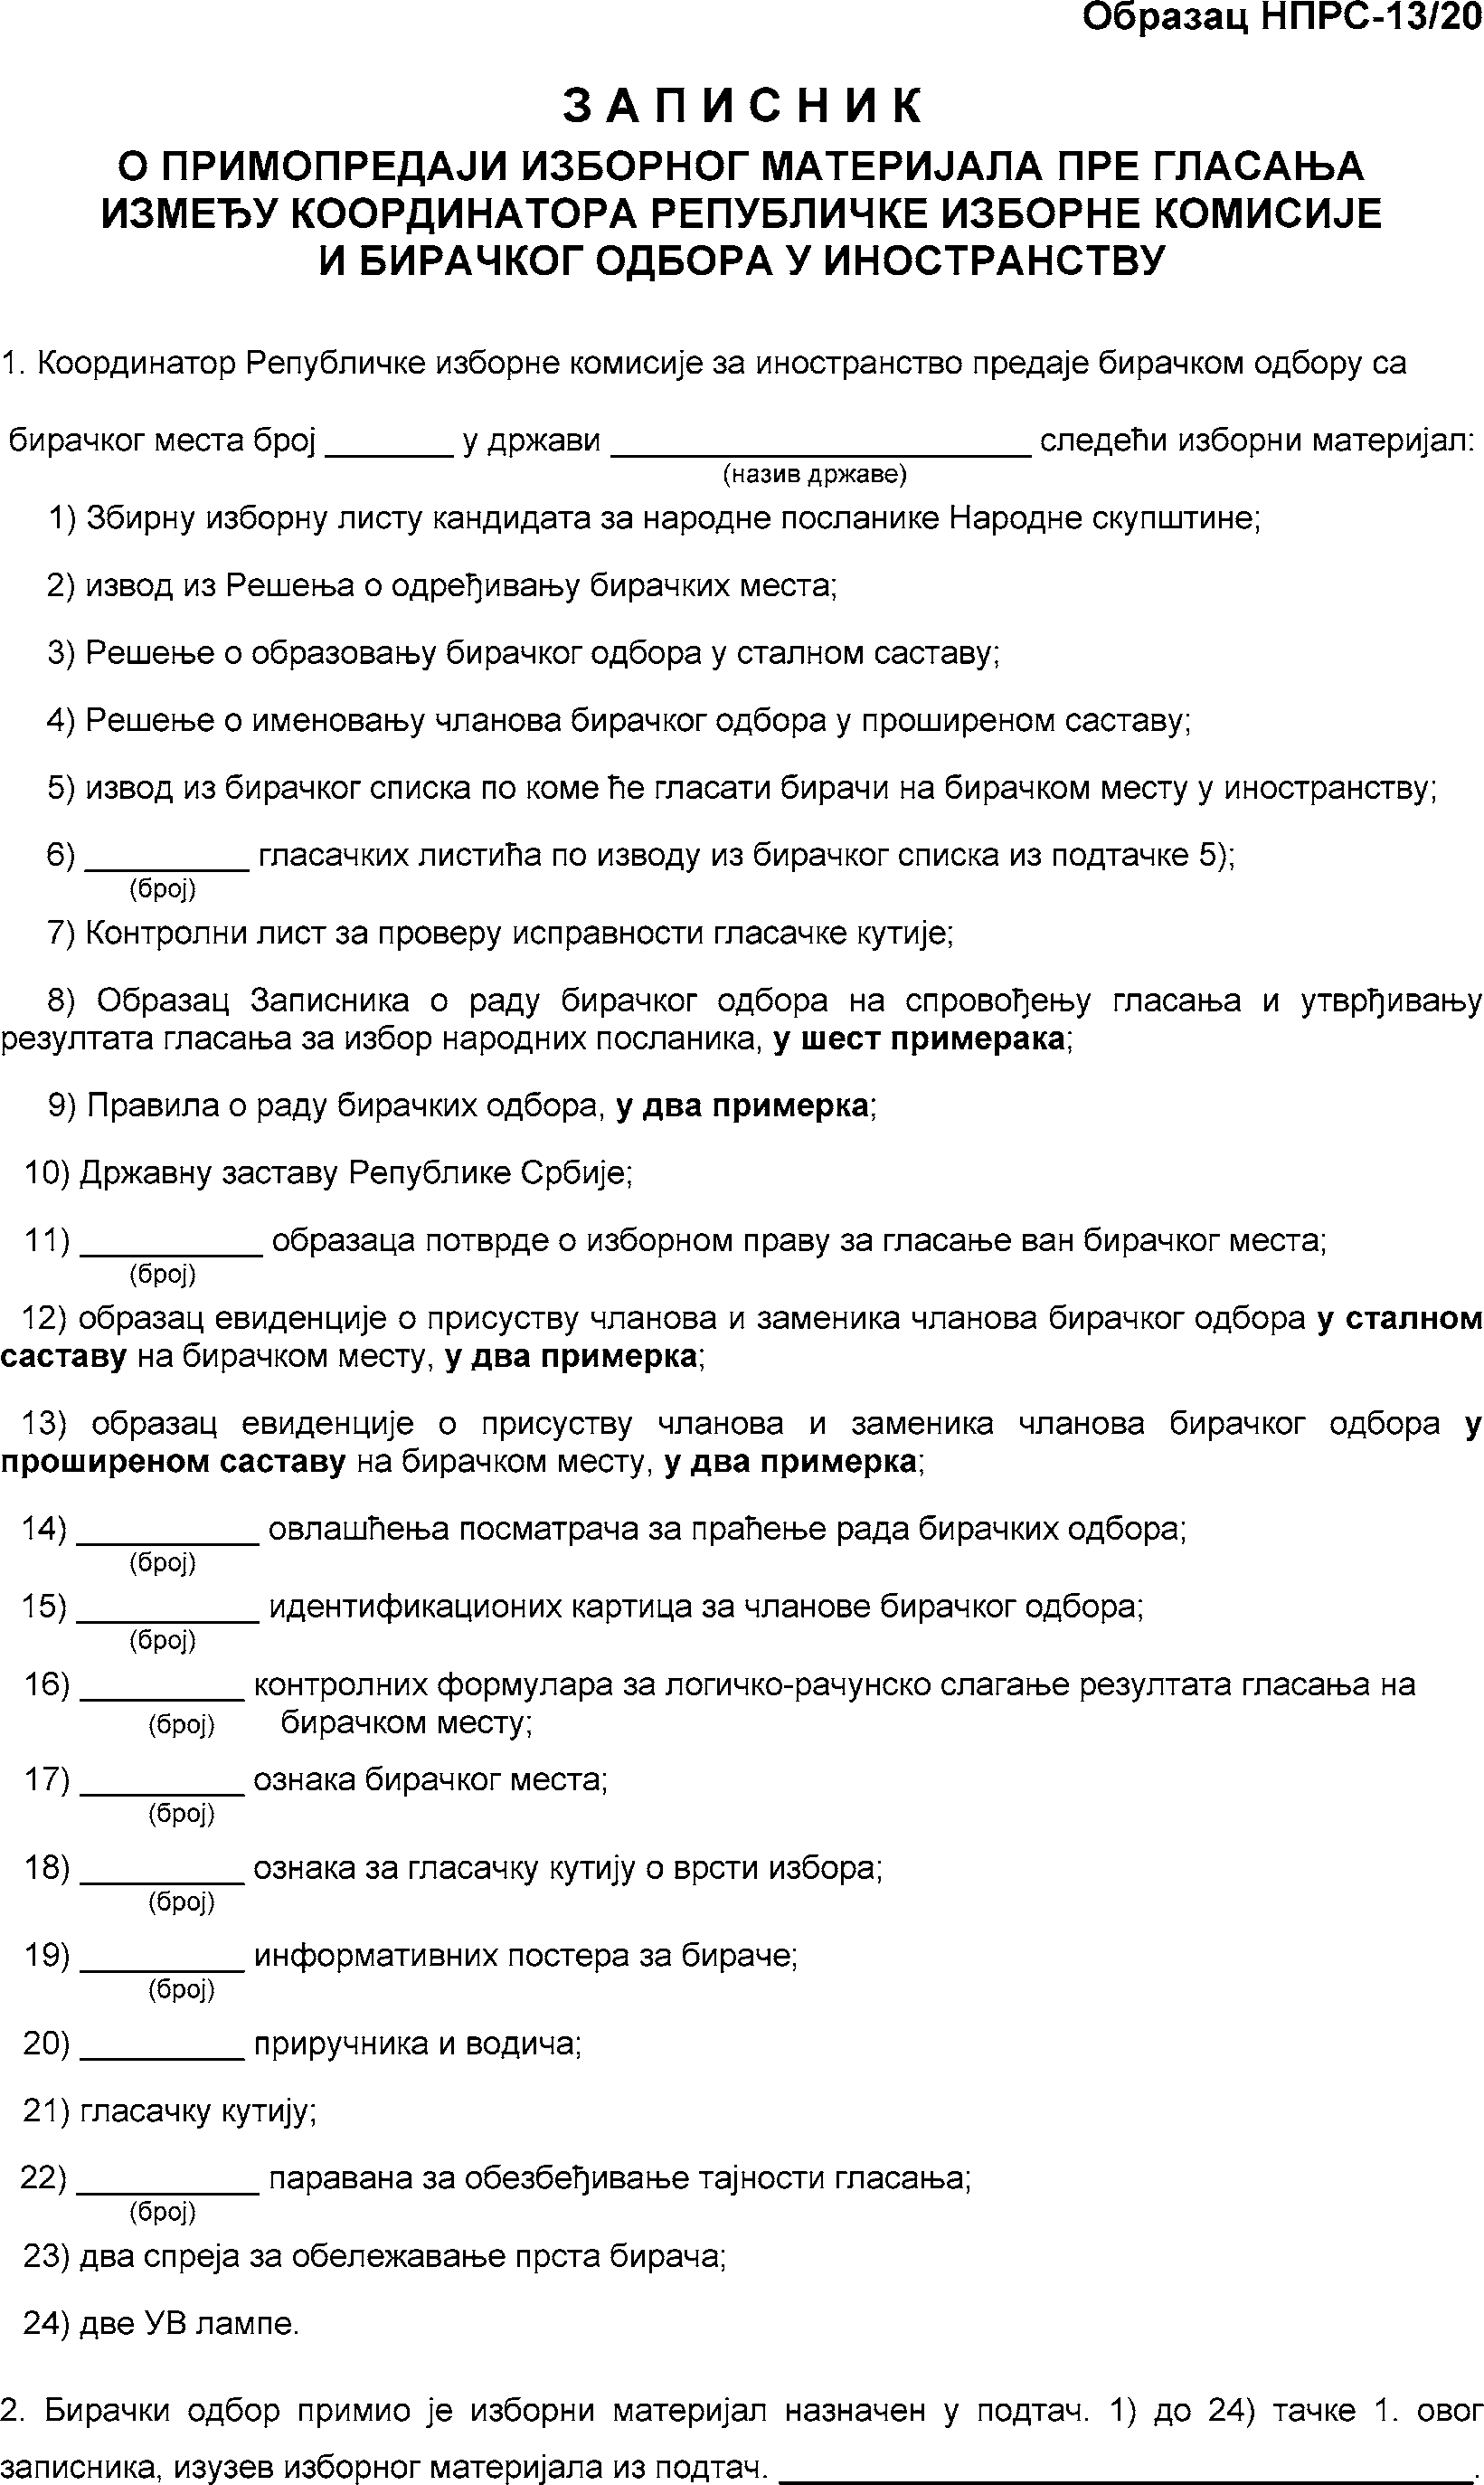 Образац НПРС-13/20
З А П И С Н И К
О ПРИМОПРЕДАЈИ ИЗБОРНОГ МАТЕРИЈАЛА ПРЕ ГЛАСАЊА
ИЗМЕЂУ КООРДИНАТОРА РЕПУБЛИЧКЕ ИЗБОРНЕ КОМИСИЈЕ
И БИРАЧКОГ ОДБОРА У ИНОСТРАНСТВУ
1. Координатор Републичке изборне комисије за иностранство предаје бирачком одбору са
бирачког места број _______ у држави _______________________ следећи изборни материјал:
(назив државе)
1) Збирну изборну листу кандидата за народне посланике Народне скупштине;
2) извод из Решења о одређивању бирачких места;
3) Решење о образовању бирачког одбора у сталном саставу;
4) Решење о именовању чланова бирачког одбора у проширеном саставу;
5) извод из бирачког списка по коме ће гласати бирачи на бирачком месту у иностранству;
6) _________ гласачких листића по изводу из бирачког списка из подтачке 5);
(број)
7) Контролни лист за проверу исправности гласачке кутије;
8) Образац Записника о раду бирачког одбора на спровођењу гласања и утврђивању
резултата гласања за избор народних посланика, у шест примерака;
9) Правила о раду бирачких одбора, у два примерка;
10) Државну заставу Републике Србије;
11) __________ образаца потврде о изборном праву за гласање ван бирачког места;
(број)
12) образац евиденције о присуству чланова и заменика чланова бирачког одбора у сталном
саставу на бирачком месту, у два примерка;
13) образац евиденције о присуству чланова и заменика чланова бирачког одбора у
проширеном саставу на бирачком месту, у два примерка;
14) __________ овлашћења посматрача за праћење рада бирачких одбора;
(број)
15) __________ идентификационих картица за чланове бирачког одбора;
(број)
16) _________ контролних формулара за логичко-рачунско слагање резултата гласања на
(број) бирачком месту;
17) _________ ознака бирачког места;
(број)
18) _________ ознака за гласачку кутију о врсти избора;
(број)
19) _________ информативних постера за бираче;
(број)
20) _________ приручника и водича;
21) гласачку кутију;
22) __________ паравана за обезбеђивање тајности гласања;
(број)
23) два спреја за обележавање прста бирача;
24) две УВ лампе.
2. Бирачки одбор примио је изборни материјал назначен у подтач. 1) до 24) тачке 1. овог
записника, изузев изборног материјала из подтач. ______________________________________.